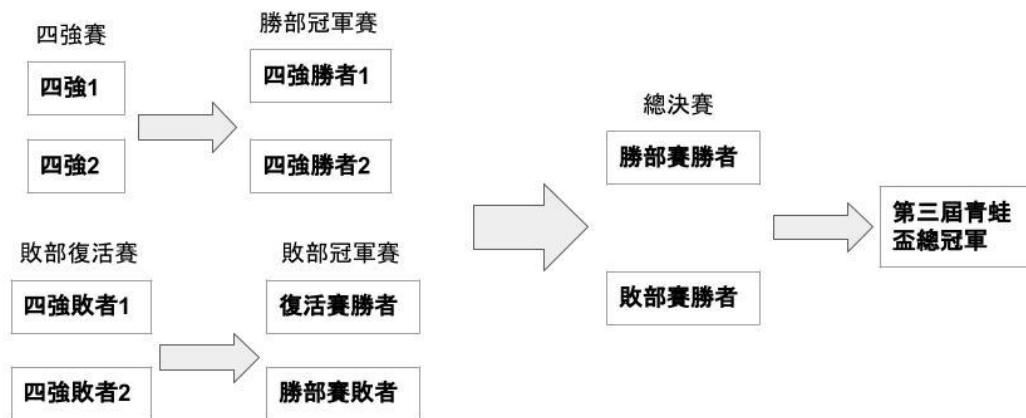 四強賽
四強1
四強2
勝部冠軍賽
四強勝者1
四強勝者2
敗部復活賽
四強敗者1
四強敗者2
敗部冠軍賽
復活賽勝者
勝部賽敗者
總決賽
勝部賽勝者
敗部賽勝者
第三屆青蛙
盃總冠軍